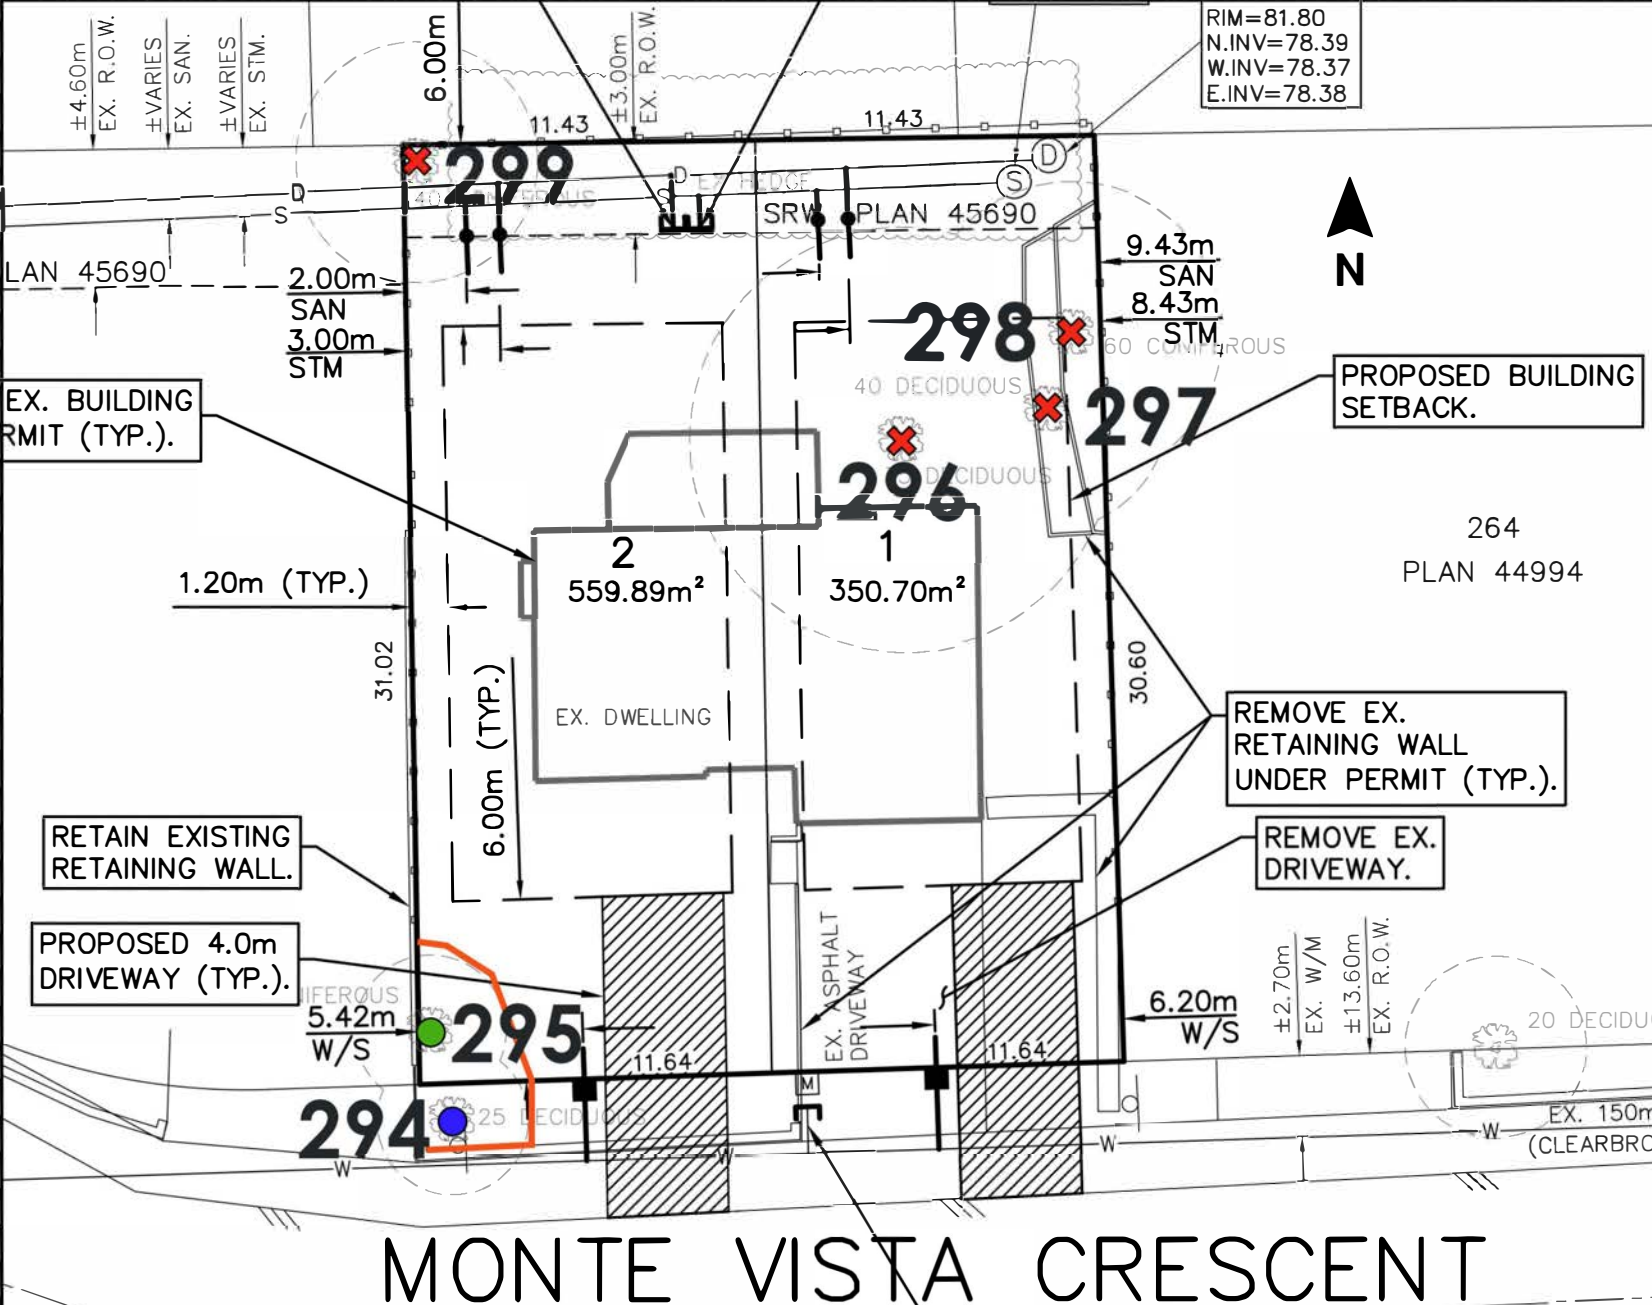 RIM=81.80
N.INV=78.39
W.INV=78.37
E.INV=78.38
±4.60m
EX. R.O.W.
±VARIES
EX. SAN.
±VARIES
EX. STM.
6.00m
±3.00m
EX. R.O.W.
11.43
11.43
299
D
S
D
S
D
S
EX HEDGE
SRW PLAN 45690
LAN 45690
N
2.00m
SAN
3.00m
STM
9.43m
SAN
8.43m
STM
298
60 CONIFEROUS
40 DECIDUOUS
297
PROPOSED BUILDING
SETBACK.
EX. BUILDING
RMIT (TYP.).
DECIDUOUS
296
2
559.89m²
1
350.70m²
264
PLAN 44994
1.20m (TYP.)
31.02
30.60
6.00m (TYP.)
EX. DWELLING
REMOVE EX.
RETAINING WALL
UNDER PERMIT (TYP.).
RETAIN EXISTING
RETAINING WALL.
REMOVE EX.
DRIVEWAY.
PROPOSED 4.0m
DRIVEWAY (TYP.).
EX. ASPHALT
DRIVEWAY
NIFEROUS
5.42m
W/S
295
6.20m
W/S
±2.70m
EX. W/M
±13.60m
EX. R.O.W.
20 DECIDUO
11.64
11.64
M
294
25 DECIDUOUS
W
W
W
W
EX. 150m
(CLEARBRO
MONTE VISTA CRESCENT